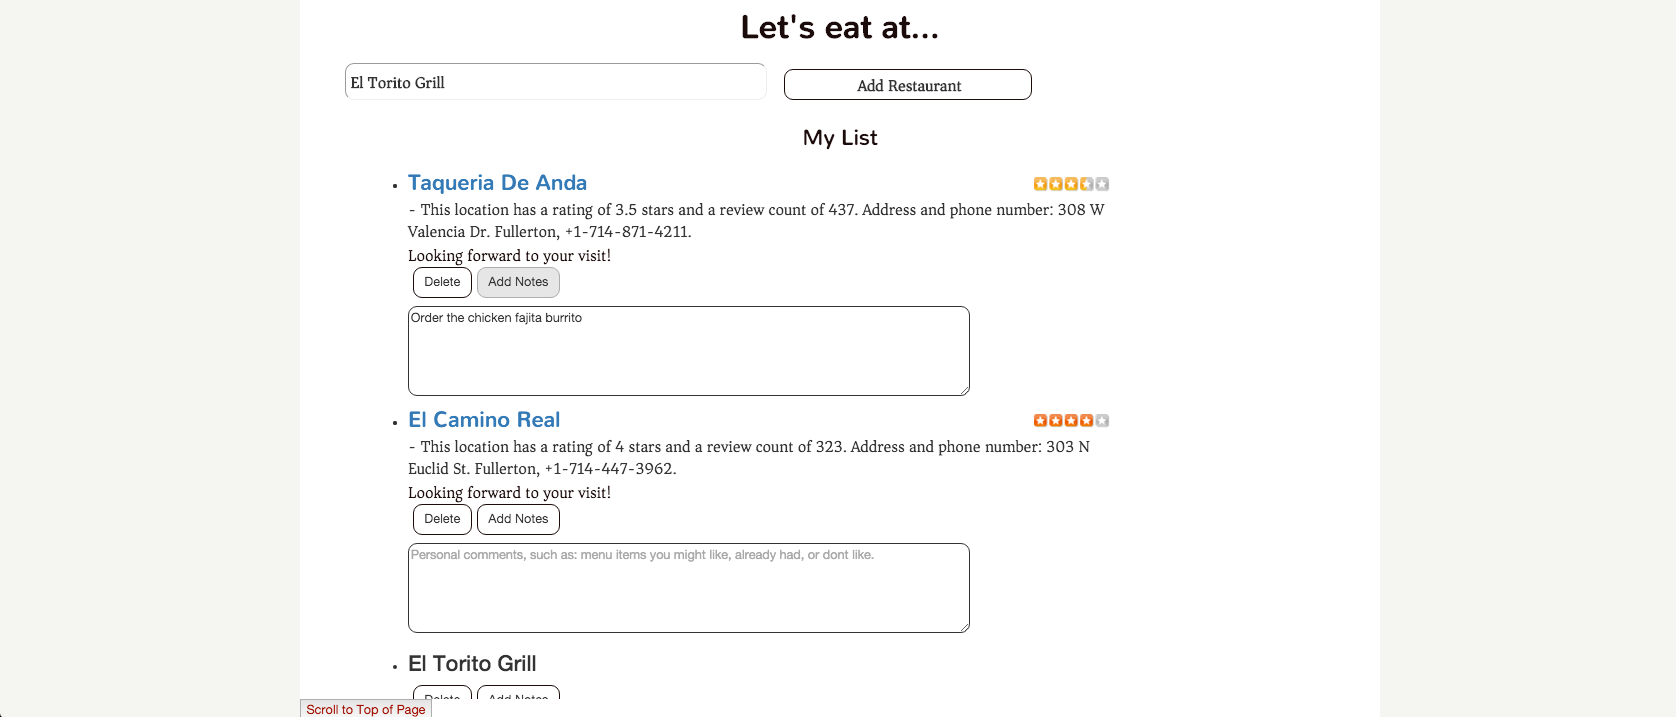 Let's eat at...
El Torito Grill
Add Restaurant
My List
Taqueria De Anda
- This location has a rating of 3.5 stars and a review count of 437. Address and phone number: 308 W
Valencia Dr. Fullerton, +1-714-871-4211.
Looking forward to your visit!
Delete
Add Notes
Order the chicken fajita burrito
El Camino Real
- This location has a rating of 4 stars and a review count of 323. Address and phone number: 303 N
Euclid St. Fullerton, +1-714-447-3962.
Looking forward to your visit!
Delete
Add Notes
Personal comments, such as: menu items you might like, already had, or dont like.
El Torito Grill
Delete
Add Notes
Scroll to Top of Page